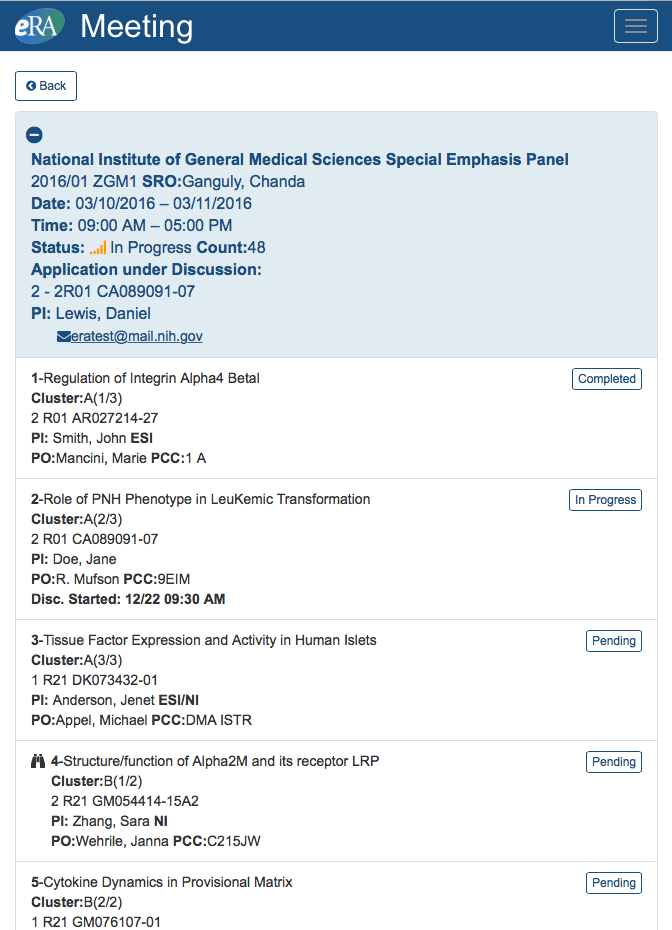 eRA Meeting
Back
National Institute of General Medical Sciences Special Emphasis Panel
2016/01 ZGM1 SRO:Ganguly, Chanda
Date: 03/10/2016 – 03/11/2016
Time: 09:00 AM – 05:00 PM
Status: In Progress Count:48
Application under Discussion:
2 - 2R01 CA089091-07
PI: Lewis, Daniel
eratest@mail.nih.gov
1-Regulation of Integrin Alpha4 Betal Completed
Cluster:A(1/3)
2 R01 AR027214-27
PI: Smith, John ESI
PO:Mancini, Marie PCC:1 A
2-Role of PNH Phenotype in LeuKemic Transformation In Progress
Cluster:A(2/3)
2 R01 CA089091-07
PI: Doe, Jane
PO:R. Mufson PCC:9EIM
Disc. Started: 12/22 09:30 AM
3-Tissue Factor Expression and Activity in Human Islets Pending
Cluster:A(3/3)
1 R21 DK073432-01
PI: Anderson, Jenet ESI/NI
PO:Appel, Michael PCC:DMA ISTR
4-Structure/function of Alpha2M and its receptor LRP Pending
Cluster:B(1/2)
2 R21 GM054414-15A2
PI: Zhang, Sara NI
PO:Wehrile, Janna PCC:C215JW
5-Cytokine Dynamics in Provisional Matrix Pending
Cluster:B(2/2)
1 R21 GM076107-01